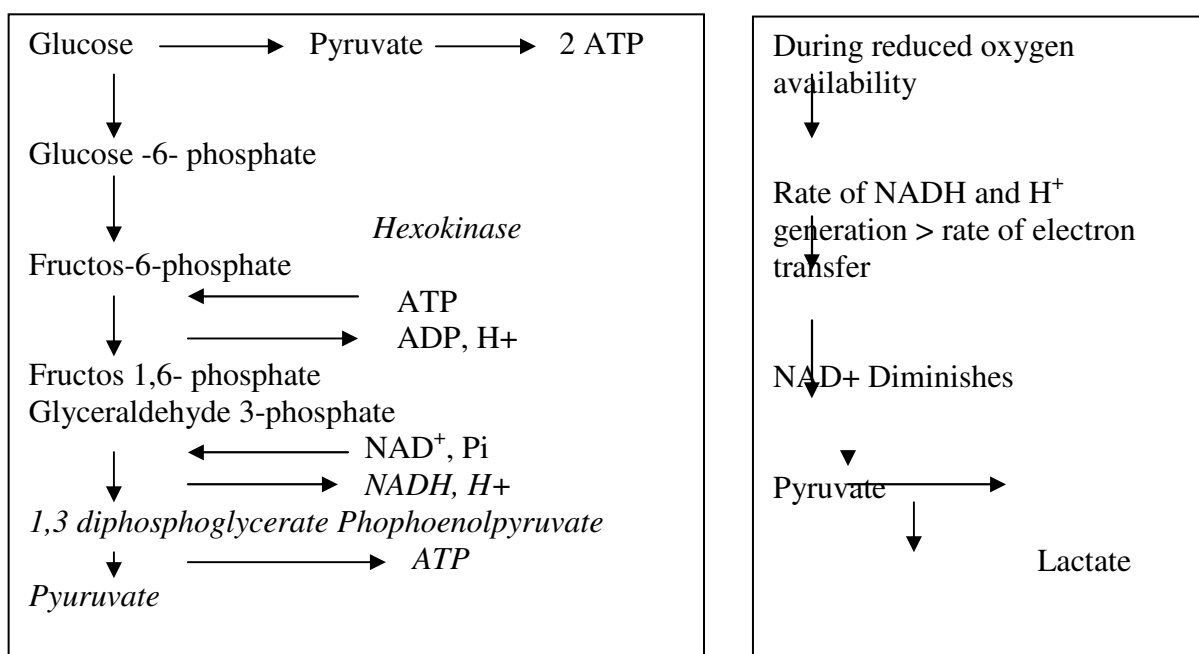 Glucose Pyruvate 2 ATP
Glucose -6- phosphate
Hexokinase
Fructos-6-phosphate
ATP
ADP, H+
Fructos 1,6- phosphate
Glyceraldehyde 3-phosphate
NAD⁺, Pi
NADH, H+
1,3 diphosphoglycerate Phophoenolpyruvate
ATP
Pyuruvate
During reduced oxygen
availability
Rate of NADH and H⁺
generation > rate of electron
transfer
NAD+ Diminishes
Pyruvate
Lactate